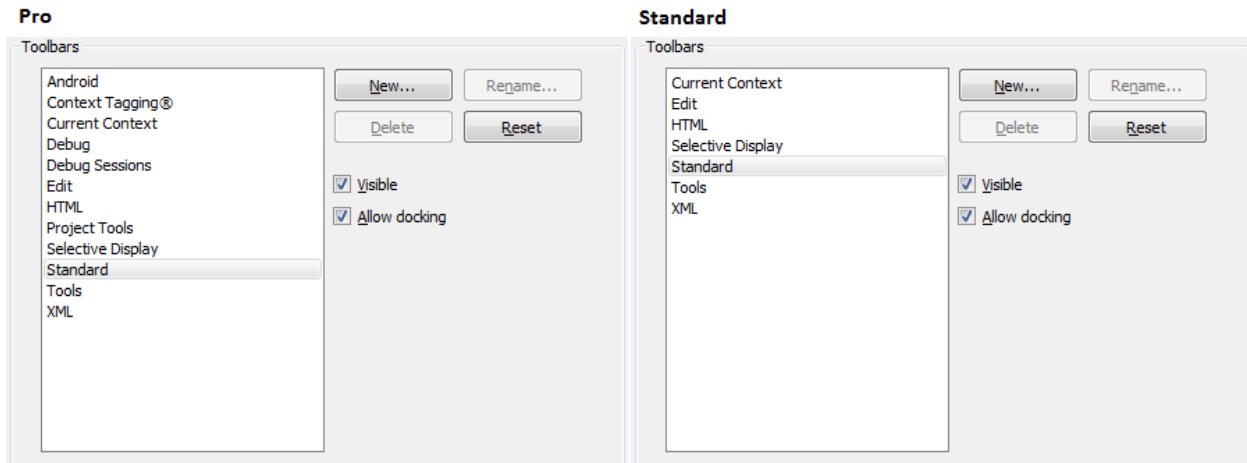 Pro
Toolbars
Android
Context Tagging®
Current Context
Debug
Debug Sessions
Edit
HTML
Project Tools
Selective Display
Standard
Tools
XML
New...
Rename...
Delete
Reset
Visible
Allow docking
Standard
Toolbars
Current Context
Edit
HTML
Selective Display
Standard
Tools
XML
New...
Rename...
Delete
Reset
Visible
Allow docking